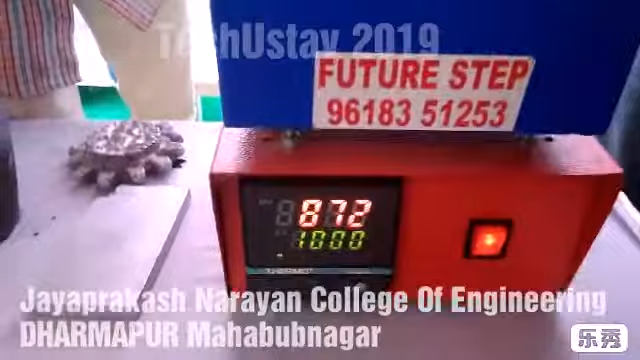 TechUstav 2019
FUTURE STEP
96183 51253
872
1000
Jayaprakash Narayan College Of Engineering
DHARMAPUR Mahabubnagar
乐秀